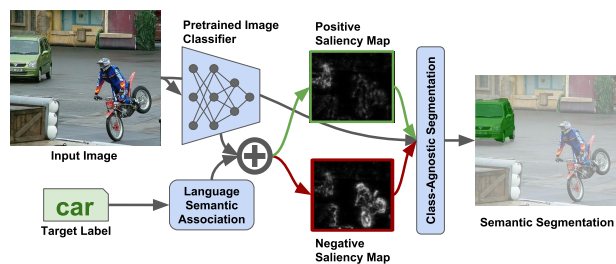 Pretrained Image
Classifier
Positive
Saliency Map
Input Image
Class-Agnostic Segmentation
car
Target Label
Language
Semantic
Association
Negative
Saliency Map
Semantic Segmentation